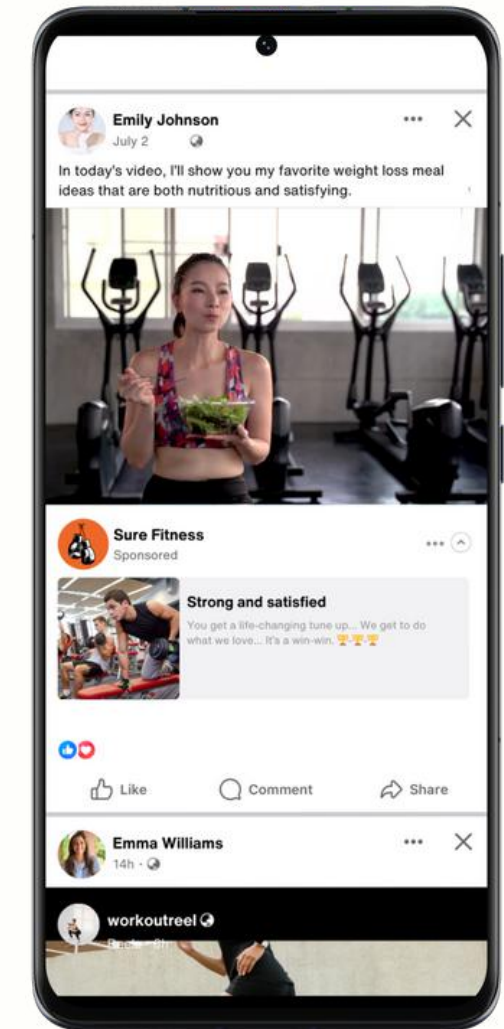 Emily Johnson
July 2
In today's video, I'll show you my favorite weight loss meal
ideas that are both nutritious and satisfying.
Sure Fitness
Sponsored
Strong and satisfied
You get a life-changing tune up... We get to do
what we love... It's a win-win. 🏆🏆🏆
Like Comment Share
Emma Williams
14h ·
workoutreel